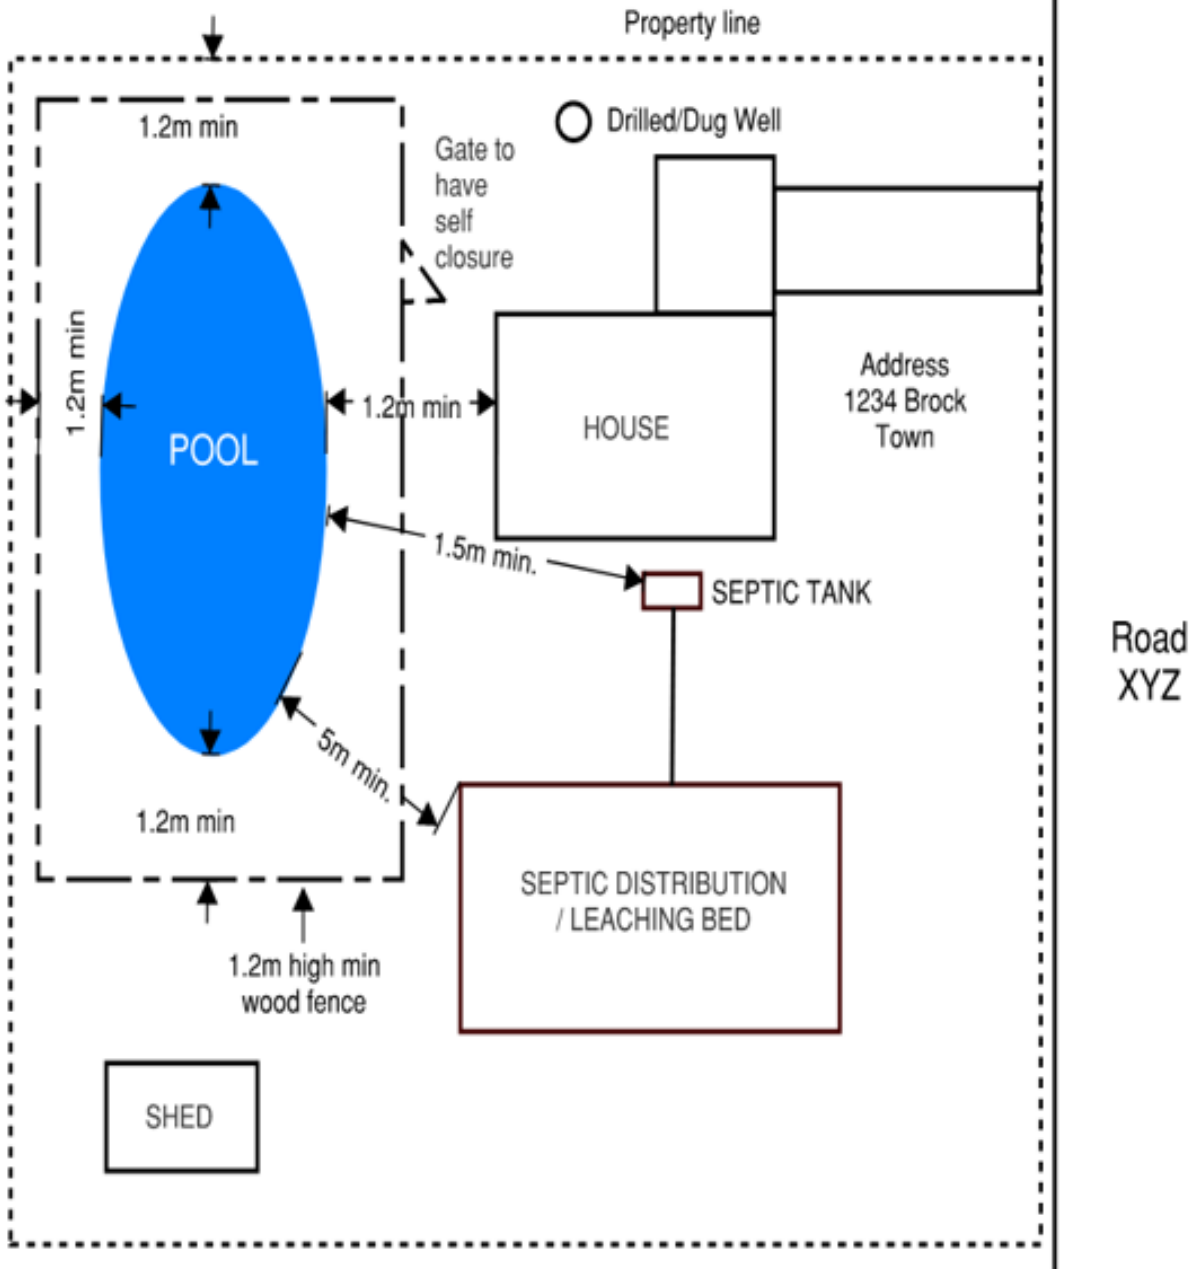 Property line
1.2m min
Drilled/Dug Well
Gate to
have
self
closure
1.2m min
1.2m min
POOL
HOUSE
Address
1234 Brock
Town
1.5m min.
SEPTIC TANK
Road
XYZ
5m min.
1.2m min
SEPTIC DISTRIBUTION
/ LEACHING BED
1.2m high min
wood fence
SHED